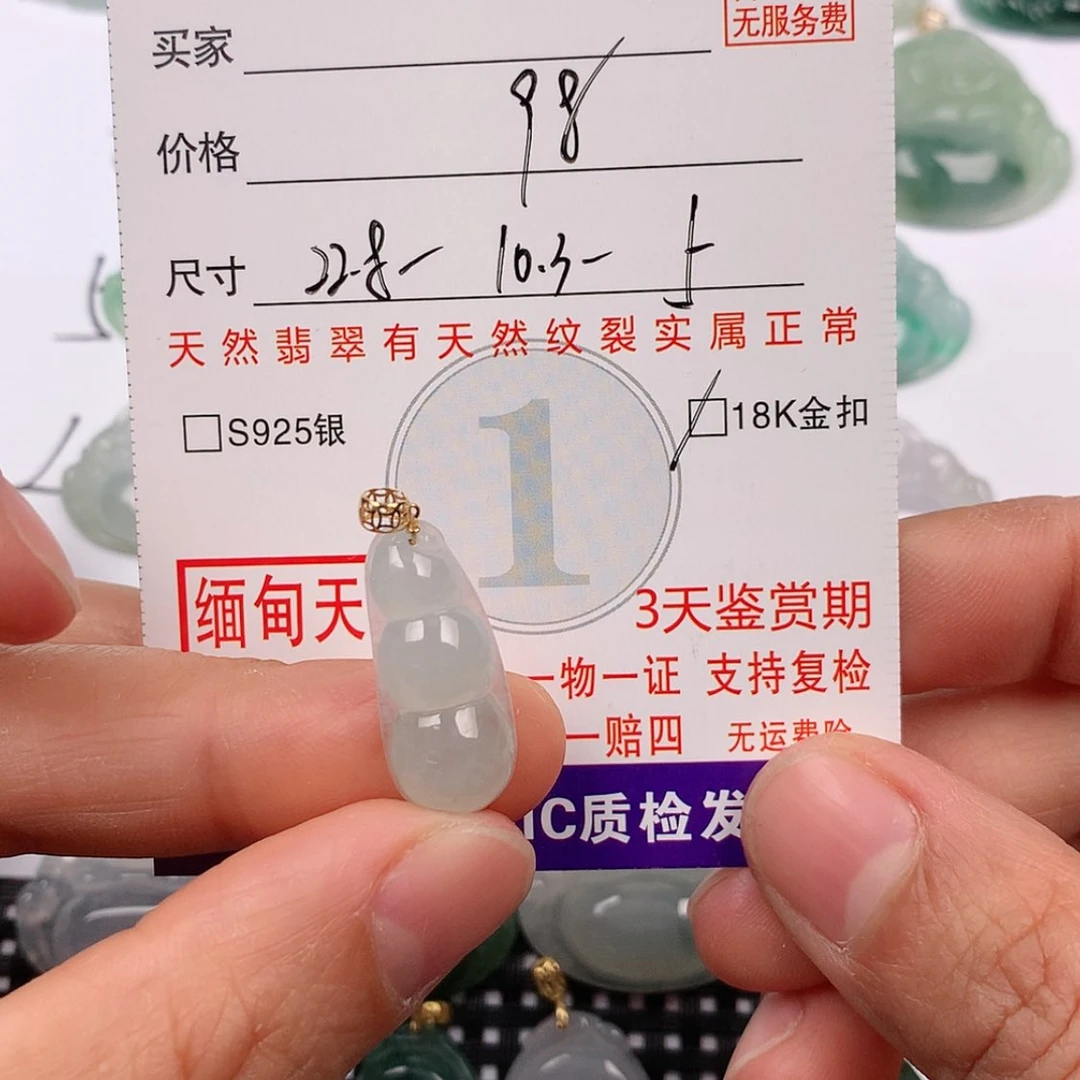 无服务费
买家
价格 98
尺寸 22.8- 10.5- 5
天然翡翠有天然纹裂实属正常
1
S925银 18K金扣
缅甸天 3天鉴赏期
一物一证 支持复检
一赔四 无运费险
IC质检发